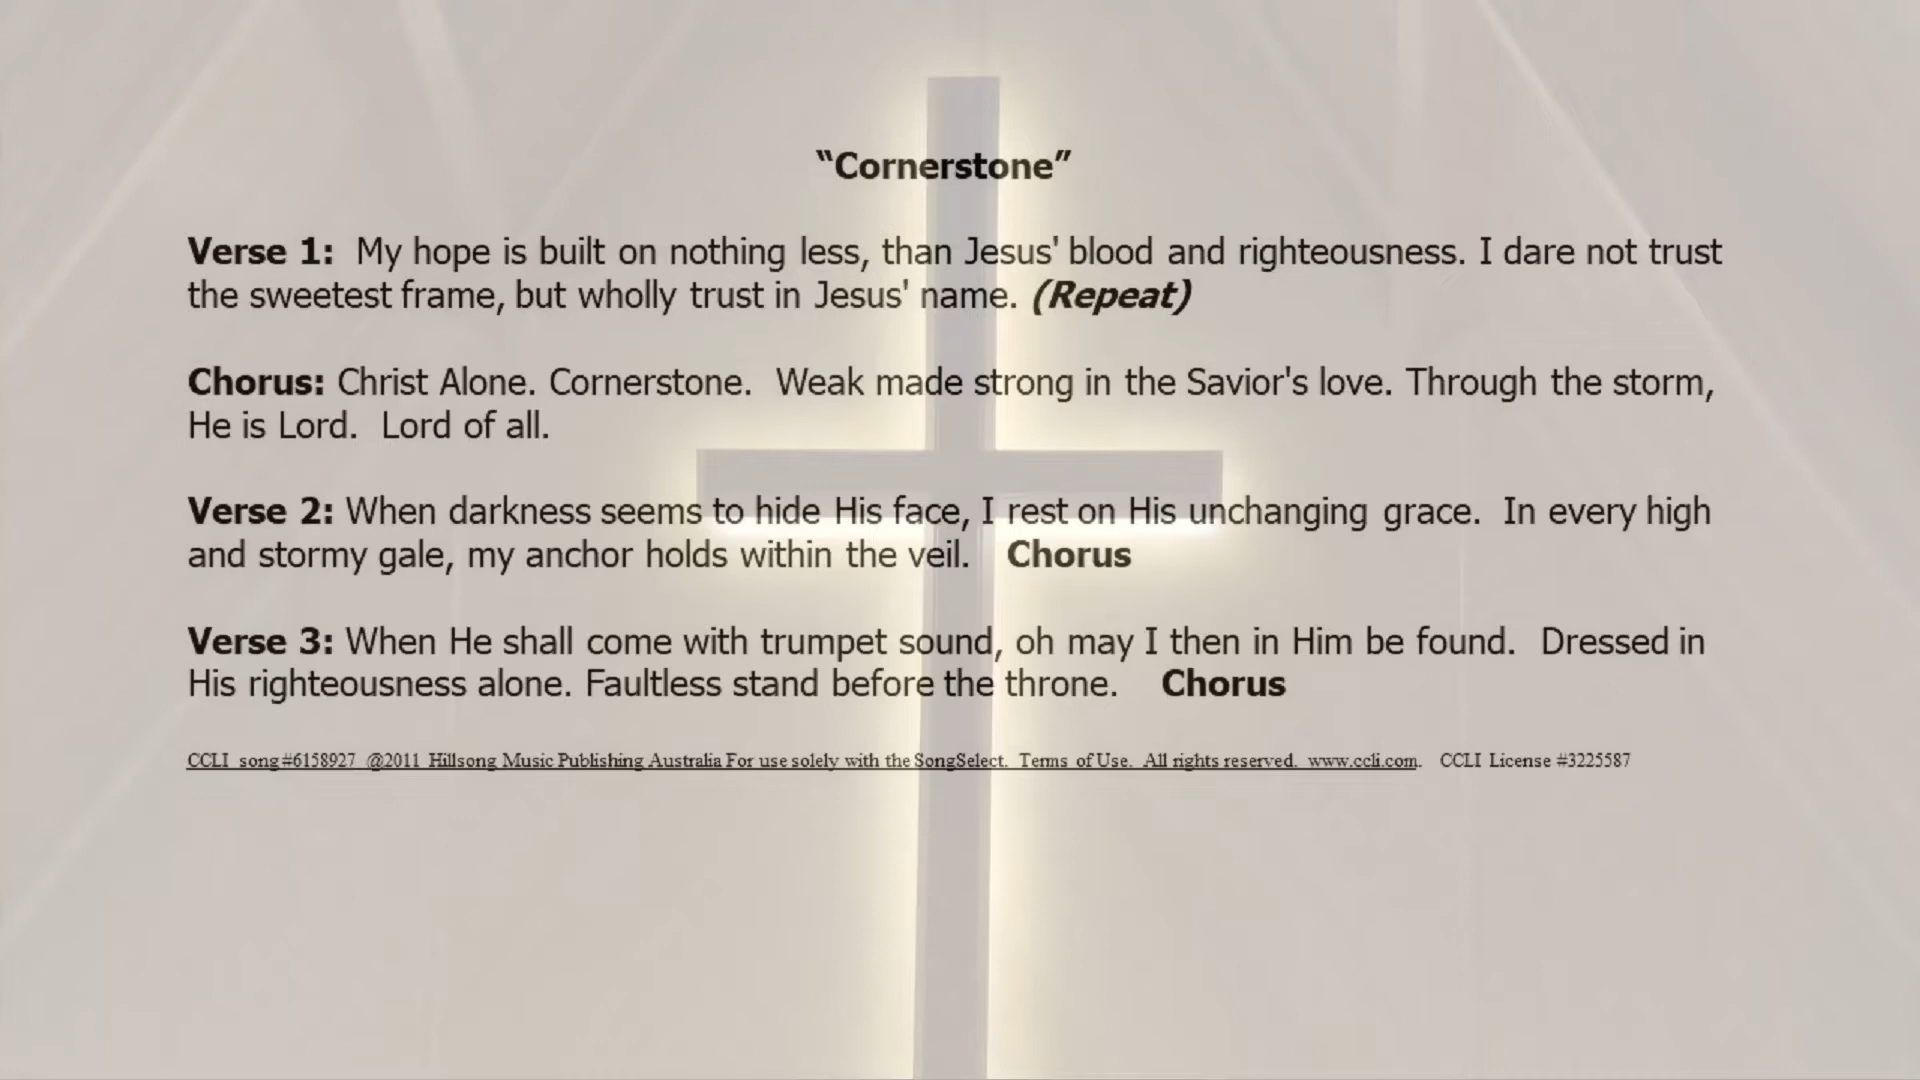 “Cornerstone”
Verse 1: My hope is built on nothing less, than Jesus' blood and righteousness. I dare not trust
the sweetest frame, but wholly trust in Jesus' name. (Repeat)
Chorus: Christ Alone. Cornerstone. Weak made strong in the Savior's love. Through the storm,
He is Lord. Lord of all.
Verse 2: When darkness seems to hide His face, I rest on His unchanging grace. In every high
and stormy gale, my anchor holds within the veil. Chorus
Verse 3: When He shall come with trumpet sound, oh may I then in Him be found. Dressed in
His righteousness alone. Faultless stand before the throne. Chorus
CCLI song#6158927 @2011 Hillsong Music Publishing Australia For use solely with the SongSelect. Terms of Use. All rights reserved. www.ccli.com. CCLI License #3225587